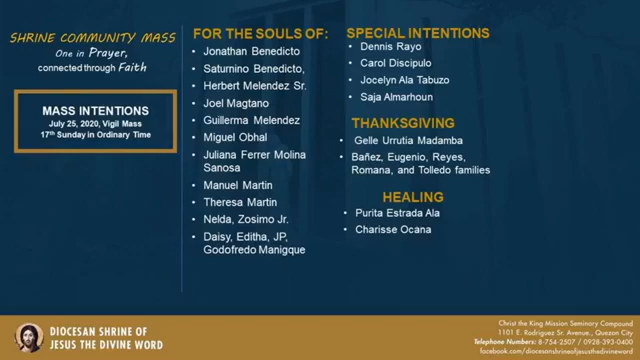 SHRINE COMMUNITY MASS
One in Prayer,
connected through Faith
MASS INTENTIONS
July 25, 2020, Vigil Mass
17th Sunday in Ordinary Time
FOR THE SOULS OF:
• Jonathan Benedicto
• Saturnino Benedicto,
• Herbert Melendez Sr.
• Joel Magtano
• Guillerma Melendez
• Miguel Obhal
• Juliana Ferrer Molina
Sanosa
• Manuel Martin
• Theresa Martin
• Nelda, Zosimo Jr.
• Daisy, Editha, JP,
Godofredo Manigque
SPECIAL INTENTIONS
• Dennis Rayo
• Carol Discipulo
• Jocelyn Ala Tabuzo
• Saja Almarhoun
THANKSGIVING
• Gelle Urrutia Madamba
• Bañez, Eugenio, Reyes,
Romana, and Tolledo families
HEALING
• Purita Estrada Ala
• Charisse Ocana
DIOCESAN SHRINE OF
JESUS THE DIVINE WORD
Christ the King Mission Seminary Compound
1101 E. Rodriguez Sr. Avenue., Quezon City
Telephone Numbers: 8-754-2507 / 0928-393-0400
facebook.com/diocesanshrineofjesusthedivineword